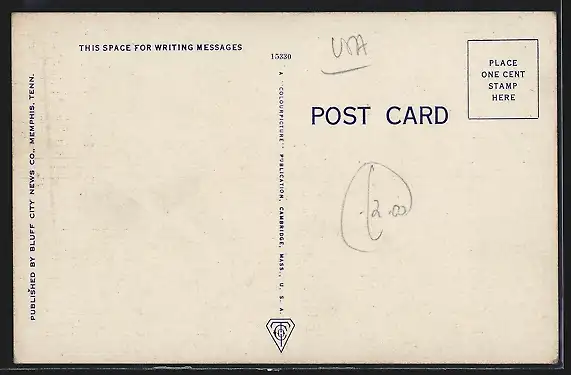 THIS SPACE FOR WRITING MESSAGES
PUBLISHED BY BLUFF CITY NEWS CO., MEMPHIS, TENN.
15330
A "COLOURPICTURE" PUBLICATION, CAMBRIDGE, MASS., U. S. A.
USA
POST CARD
PLACE
ONE CENT
STAMP
HERE
2.00